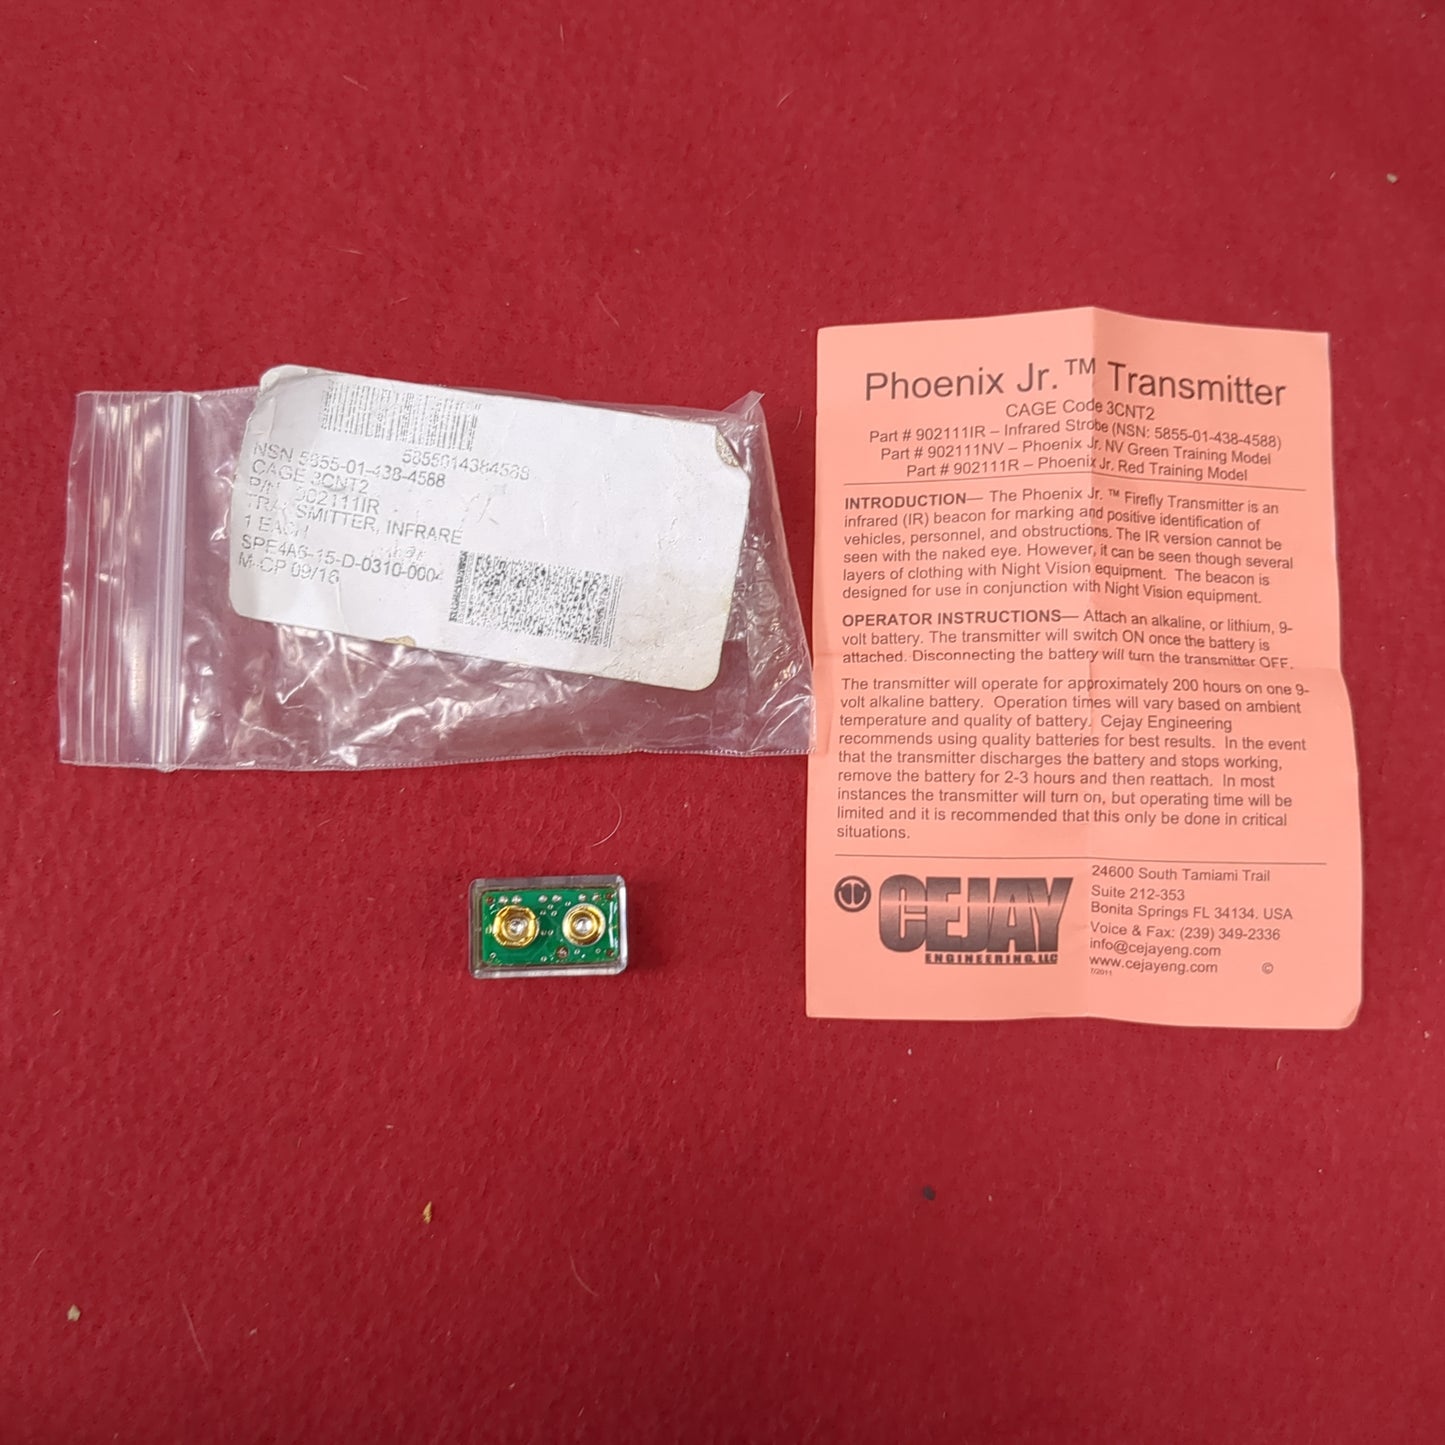 5855014384588
NSN 5855-01-438-4588
CAGE 3CNT2
P/N 902111IR
TRANSMITTER, INFRARE
1 EACH
SPE4A6-15-D-0310-0004
M-CP 09/16
Phoenix Jr.™ Transmitter
CAGE Code 3CNT2
Part # 902111IR – Infrared Strobe (NSN: 5855-01-438-4588)
Part # 902111NV – Phoenix Jr. NV Green Training Model
Part # 902111R – Phoenix Jr. Red Training Model
INTRODUCTION— The Phoenix Jr. ™ Firefly Transmitter is an
infrared (IR) beacon for marking and positive identification of
vehicles, personnel, and obstructions. The IR version cannot be
seen with the naked eye. However, it can be seen though several
layers of clothing with Night Vision equipment. The beacon is
designed for use in conjunction with Night Vision equipment.
OPERATOR INSTRUCTIONS— Attach an alkaline, or lithium, 9-
volt battery. The transmitter will switch ON once the battery is
attached. Disconnecting the battery will turn the transmitter OFF.
The transmitter will operate for approximately 200 hours on one 9-
volt alkaline battery. Operation times will vary based on ambient
temperature and quality of battery. Cejay Engineering
recommends using quality batteries for best results. In the event
that the transmitter discharges the battery and stops working,
remove the battery for 2-3 hours and then reattach. In most
instances the transmitter will turn on, but operating time will be
limited and it is recommended that this only be done in critical
situations.
CEJAY
ENGINEERING, LLC
24600 South Tamiami Trail
Suite 212-353
Bonita Springs FL 34134. USA
Voice & Fax: (239) 349-2336
info@cejayeng.com
www.cejayeng.com ©
7/2011